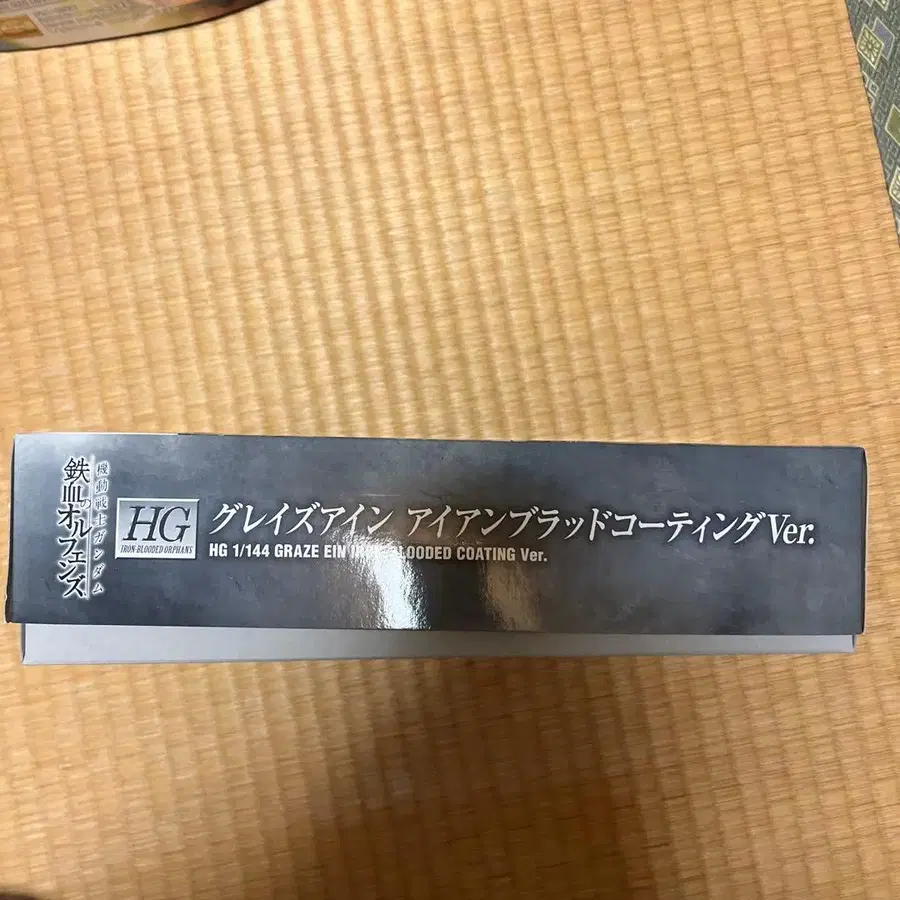 機動戦士ガンダム
鉄血のオルフェンズ
HG
IRON-BLOODED ORPHANS
グレイズアイン アイアンブラッドコーティングVer.
HG 1/144 GRAZE EIN IRON-BLOODED COATING Ver.